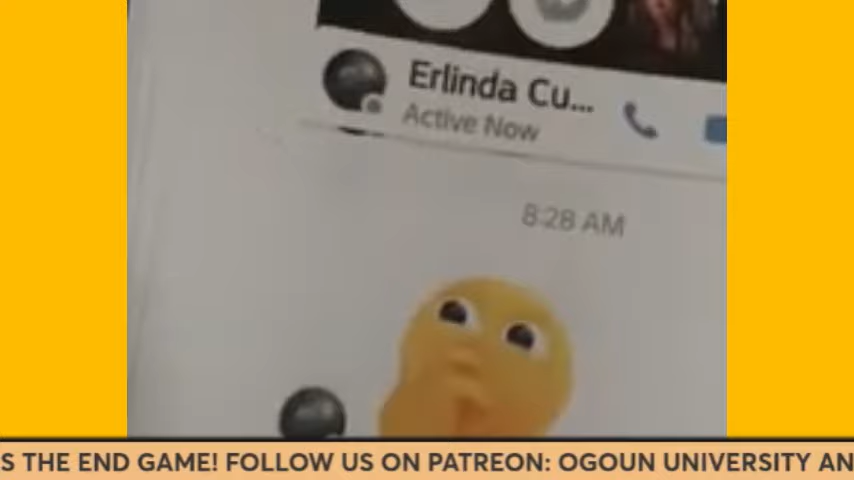 Erlinda Cu...
Active Now
8:28 AM
S THE END GAME! FOLLOW US ON PATREON: OGOUN UNIVERSITY AN